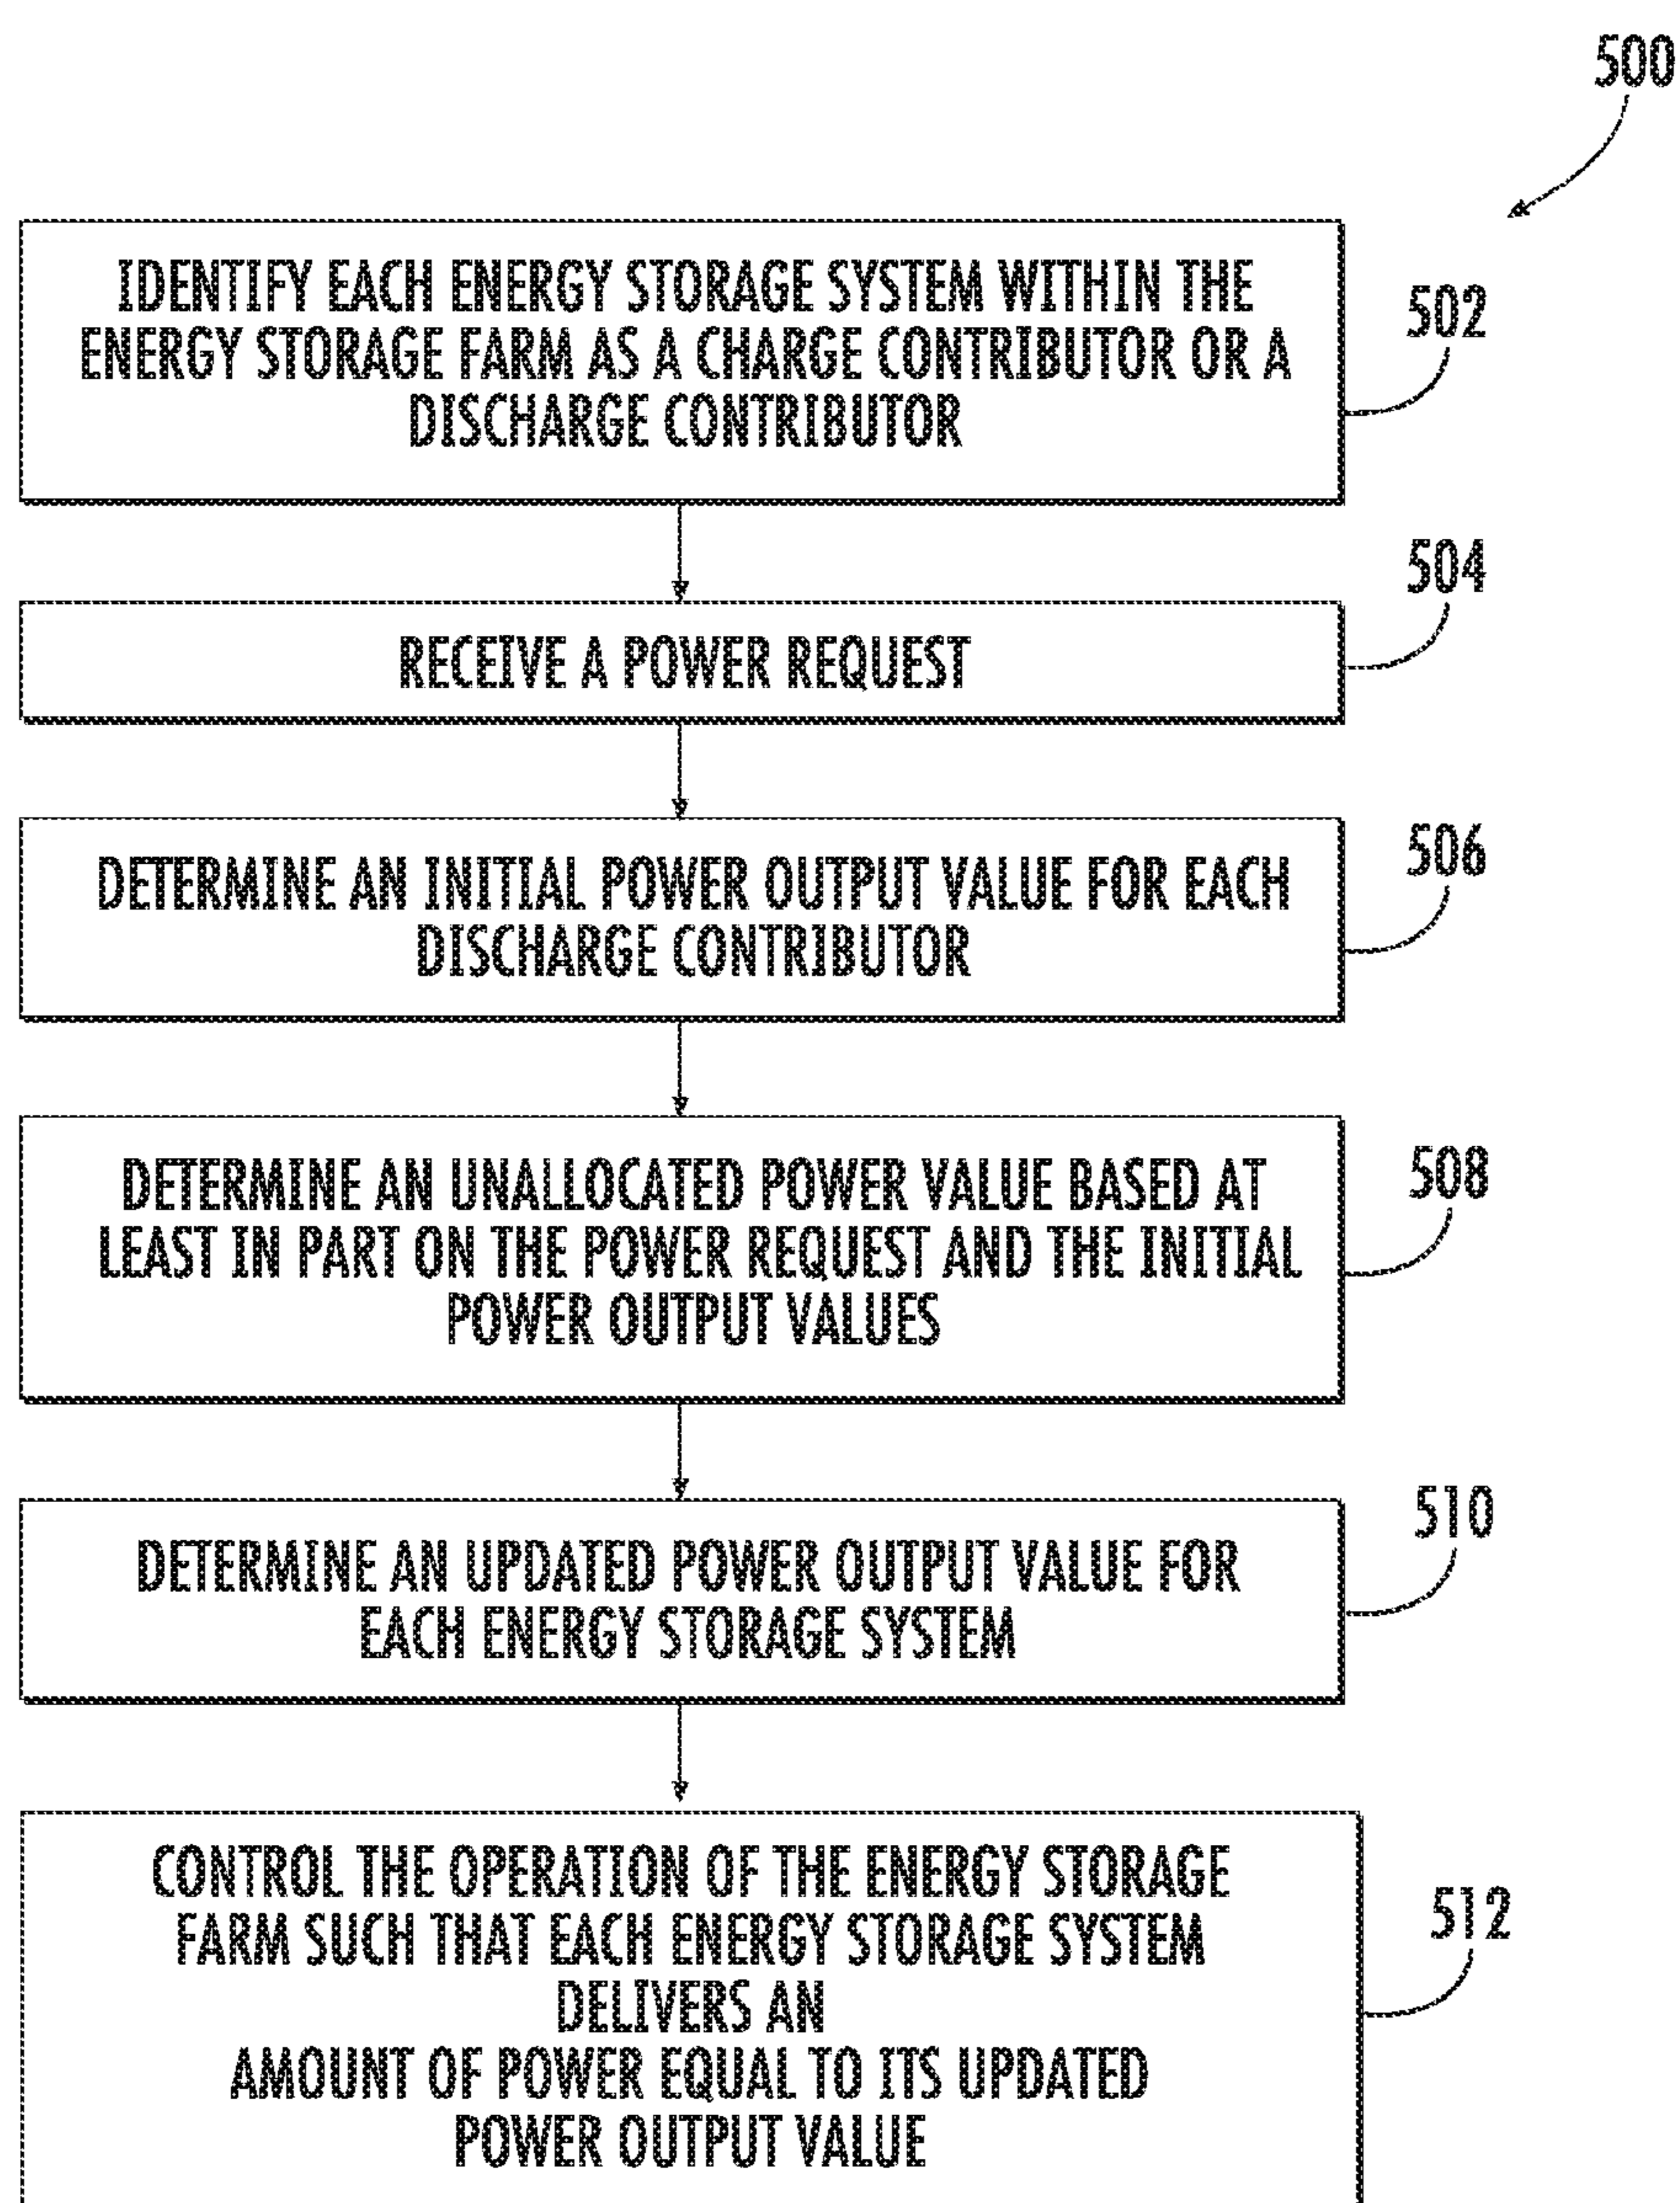 500
IDENTIFY EACH ENERGY STORAGE SYSTEM WITHIN THE
ENERGY STORAGE FARM AS A CHARGE CONTRIBUTOR OR A
DISCHARGE CONTRIBUTOR
502
RECEIVE A POWER REQUEST
504
DETERMINE AN INITIAL POWER OUTPUT VALUE FOR EACH
DISCHARGE CONTRIBUTOR
506
DETERMINE AN UNALLOCATED POWER VALUE BASED AT
LEAST IN PART ON THE POWER REQUEST AND THE INITIAL
POWER OUTPUT VALUES
508
DETERMINE AN UPDATED POWER OUTPUT VALUE FOR
EACH ENERGY STORAGE SYSTEM
510
CONTROL THE OPERATION OF THE ENERGY STORAGE
FARM SUCH THAT EACH ENERGY STORAGE SYSTEM
DELIVERS AN
AMOUNT OF POWER EQUAL TO ITS UPDATED
POWER OUTPUT VALUE
512